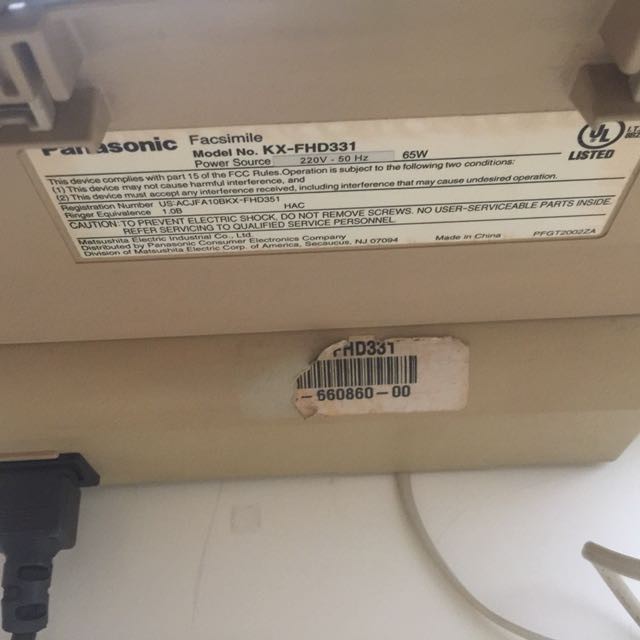 Panasonic Facsimile
Model No. KX-FHD331
Power Source 220V - 50 Hz 65W
This device complies with part 15 of the FCC Rules.Operation is subject to the following two conditions:
(1) This device may not cause harmful interference, and
(2) This device must accept any interference received, including interference that may cause undesired operation.
Registration Number US:ACJFA10BKX-FHD351
Ringer Equivalence 1.0B HAC
CAUTION: TO PREVENT ELECTRIC SHOCK, DO NOT REMOVE SCREWS. NO USER-SERVICEABLE PARTS INSIDE.
REFER SERVICING TO QUALIFIED SERVICE PERSONNEL.
Matsushita Electric Industrial Co., Ltd.
Distributed by Panasonic Consumer Electronics Company
Division of Matsushita Electric Corp. of America, Secaucus, NJ 07094 Made in China PFGT2002ZA
UL
LISTED
FHD331
-660860-00